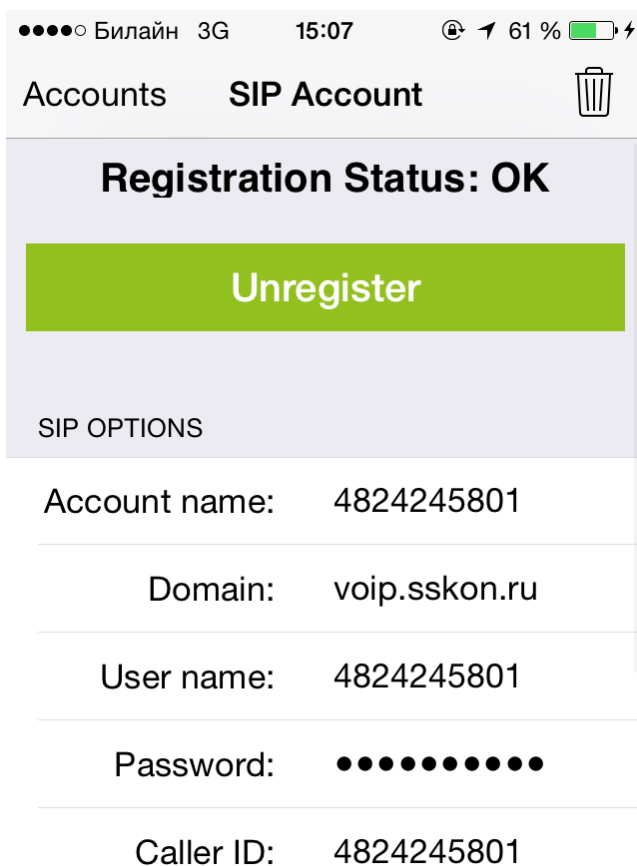 ●●●●○ Билайн 3G 15:07 61 %
Accounts SIP Account
Registration Status: OK
Unregister
SIP OPTIONS
Account name: 4824245801
Domain: voip.sskon.ru
User name: 4824245801
Password: ●●●●●●●●●●
Caller ID: 4824245801